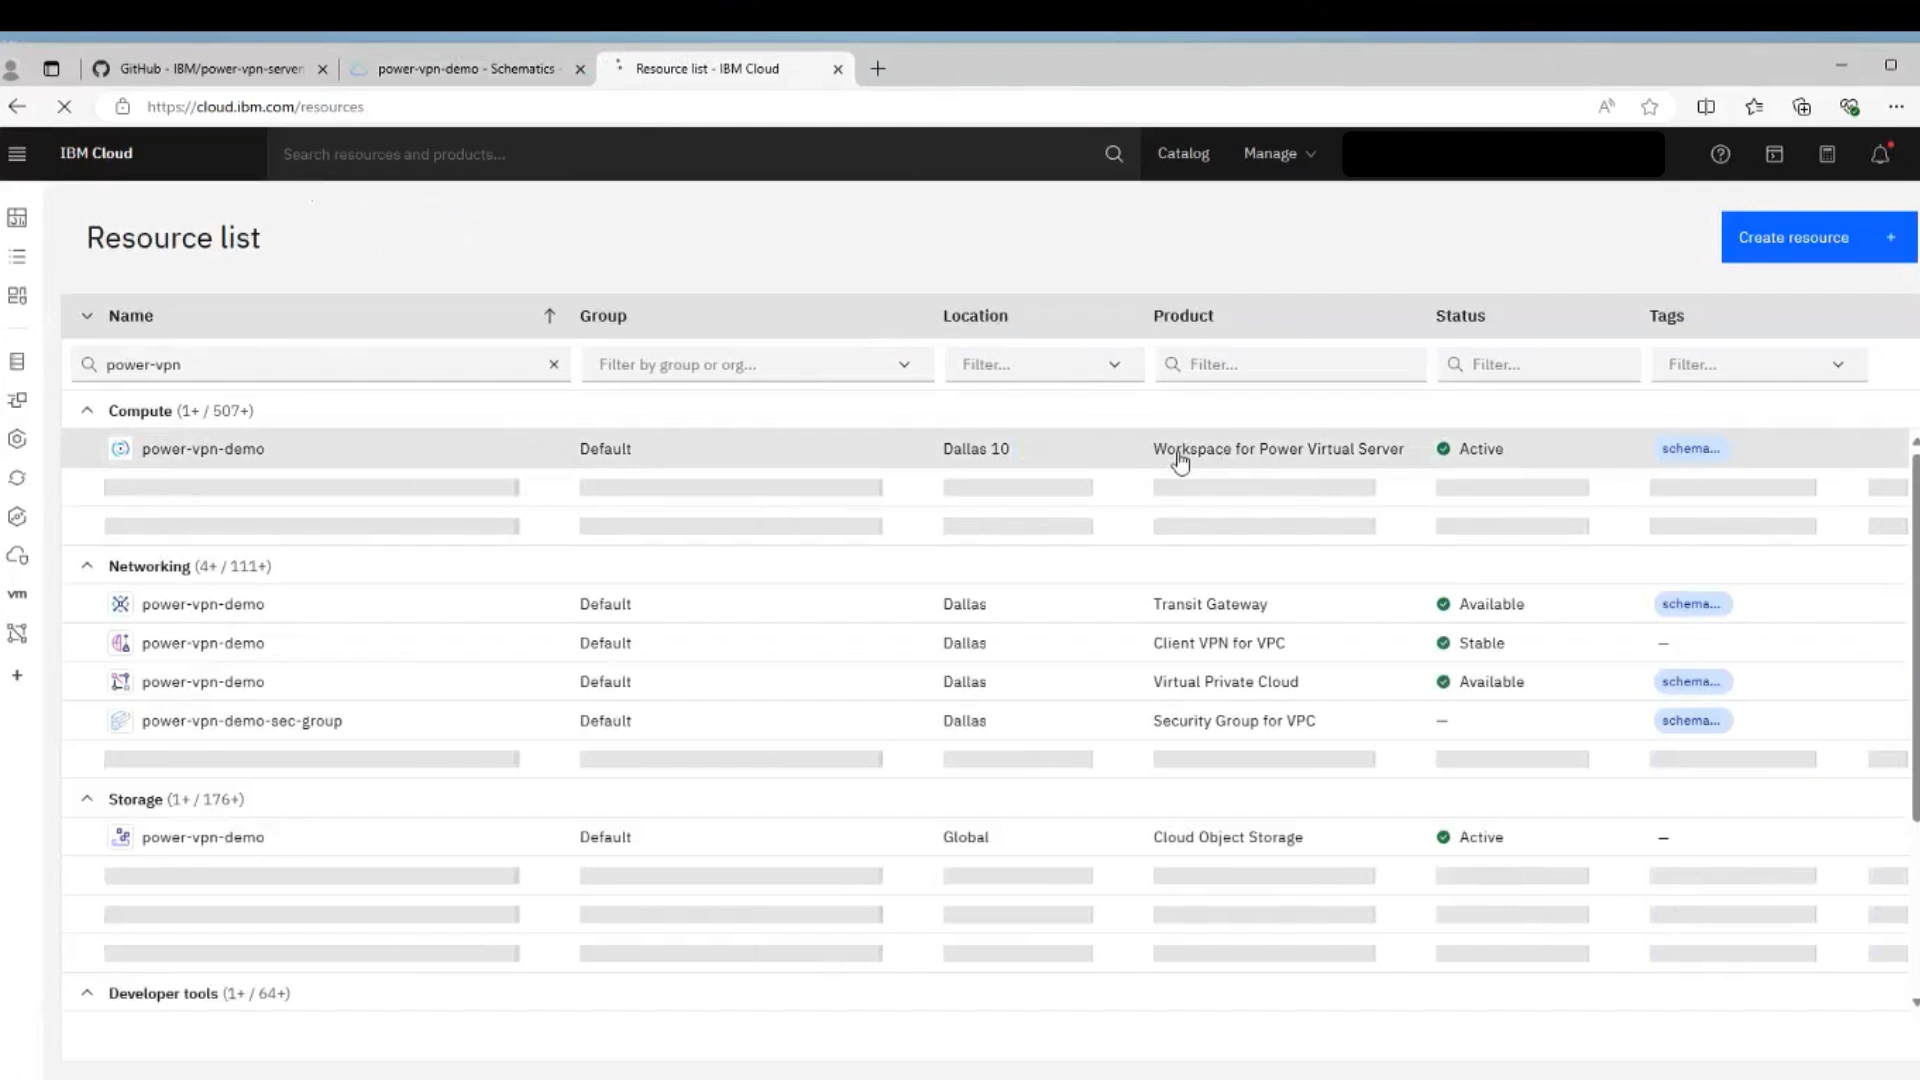 GitHub - IBM/power-vpn-server
power-vpn-demo - Schematics
Resource list - IBM Cloud
https://cloud.ibm.com/resources
IBM Cloud
Search resources and products...
Catalog
Manage
Resource list
Create resource +
Name Group Location Product Status Tags
power-vpn Filter by group or org... Filter... Filter... Filter... Filter...
Compute (1+ / 507+)
power-vpn-demo Default Dallas 10 Workspace for Power Virtual Server Active schema...
Networking (4+ / 111+)
power-vpn-demo Default Dallas Transit Gateway Available schema...
power-vpn-demo Default Dallas Client VPN for VPC Stable –
power-vpn-demo Default Dallas Virtual Private Cloud Available schema...
power-vpn-demo-sec-group Default Dallas Security Group for VPC – schema...
Storage (1+ / 176+)
power-vpn-demo Default Global Cloud Object Storage Active –
Developer tools (1+ / 64+)
vm